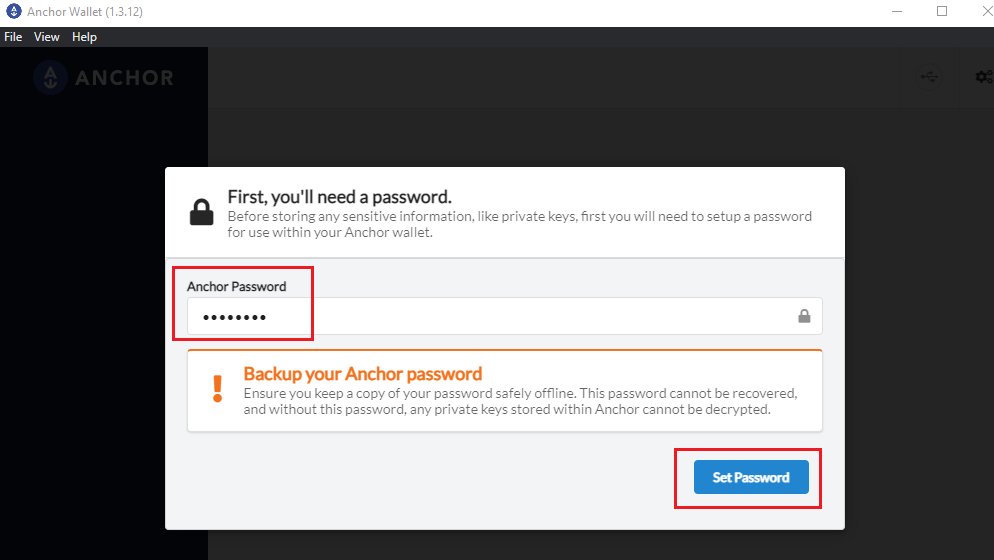 Anchor Wallet (1.3.12)
File View Help
ANCHOR
First, you'll need a password.
Before storing any sensitive information, like private keys, first you will need to setup a password
for use within your Anchor wallet.
Anchor Password
Backup your Anchor password
Ensure you keep a copy of your password safely offline. This password cannot be recovered,
and without this password, any private keys stored within Anchor cannot be decrypted.
Set Password